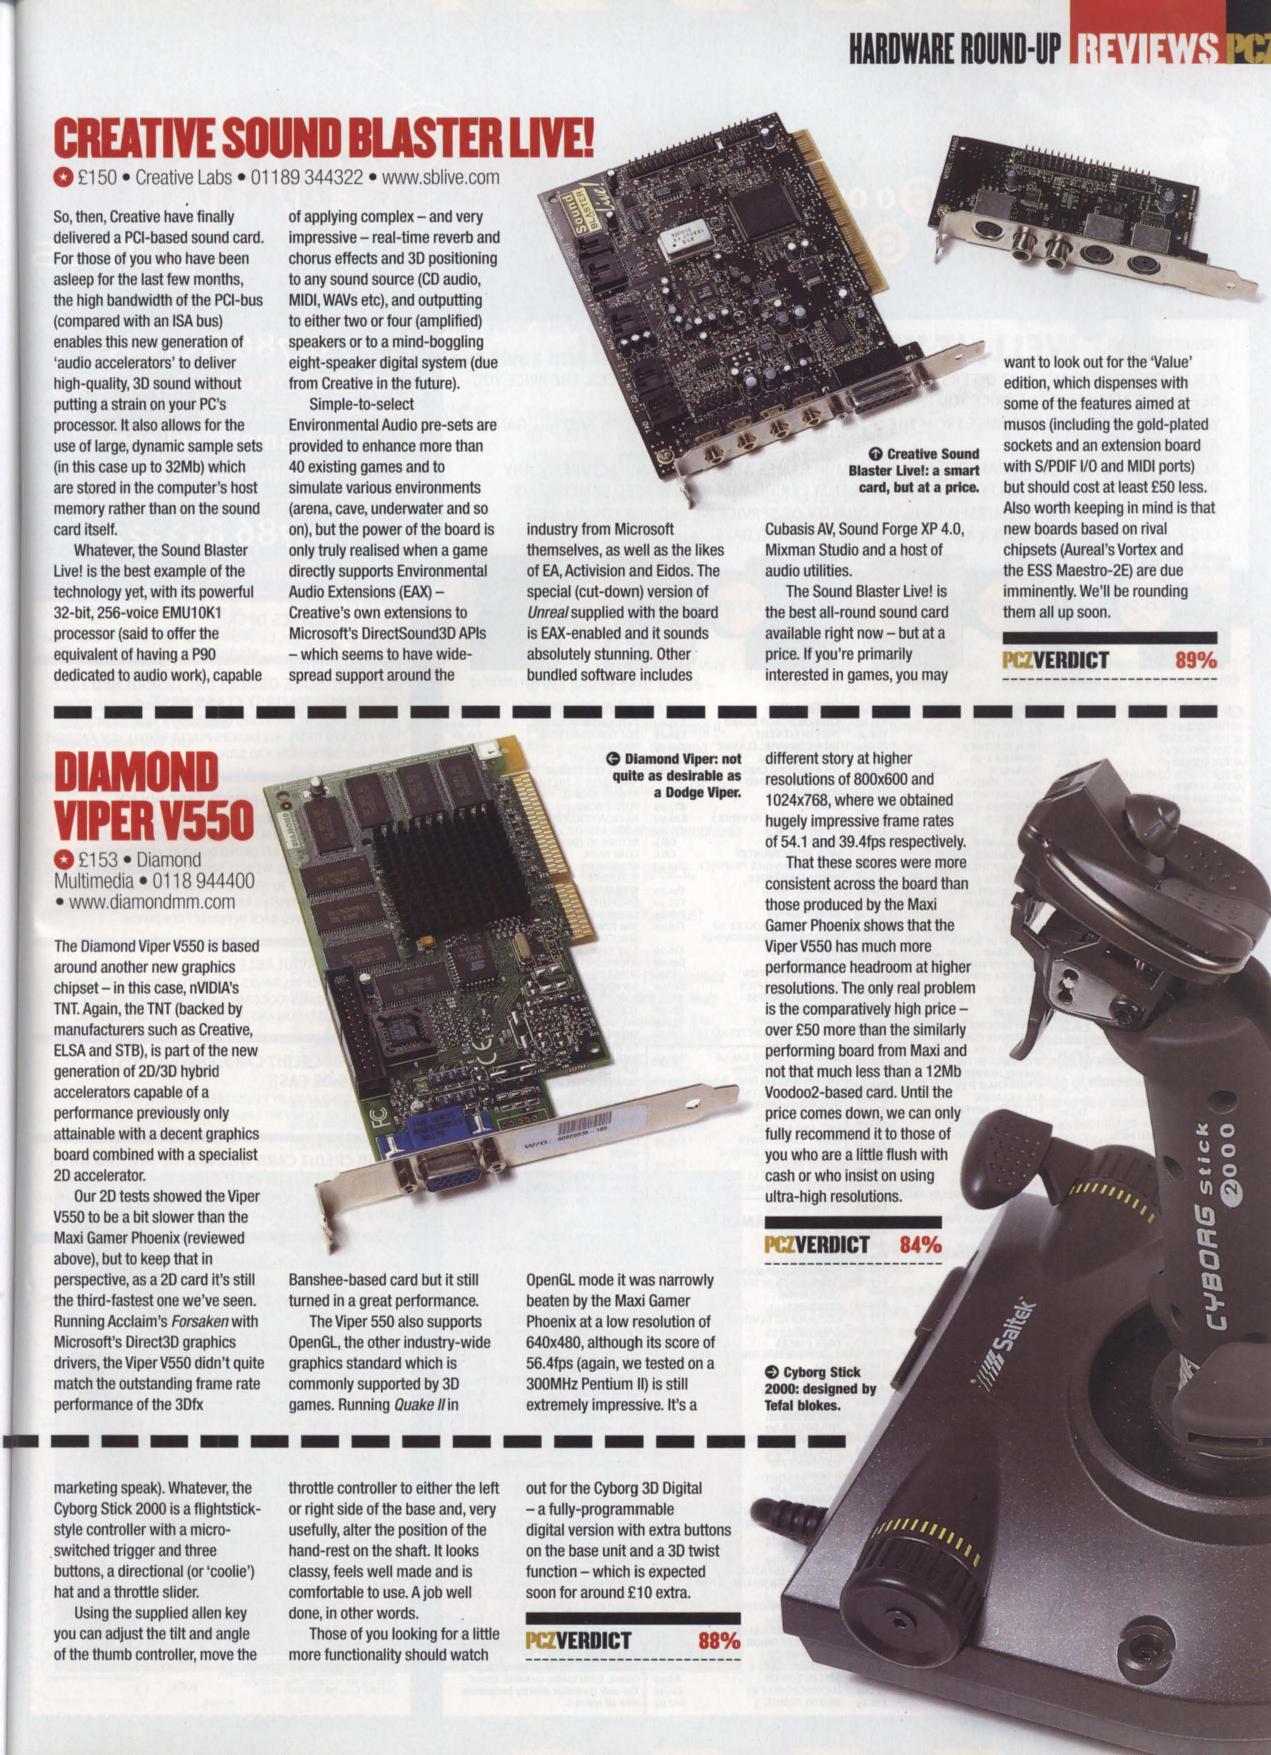 HARDWARE ROUND-UP REVIEWS PCZ
CREATIVE SOUND BLASTER LIVE!
£150 • Creative Labs • 01189 344322 • www.sblive.com
So, then, Creative have finally
delivered a PCI-based sound card.
For those of you who have been
asleep for the last few months,
the high bandwidth of the PCI-bus
(compared with an ISA bus)
enables this new generation of
'audio accelerators' to deliver
high-quality, 3D sound without
putting a strain on your PC's
processor. It also allows for the
use of large, dynamic sample sets
(in this case up to 32Mb) which
are stored in the computer's host
memory rather than on the sound
card itself.
Whatever, the Sound Blaster
Live! is the best example of the
technology yet, with its powerful
32-bit, 256-voice EMU10K1
processor (said to offer the
equivalent of having a P90
dedicated to audio work), capable
of applying complex – and very
impressive – real-time reverb and
chorus effects and 3D positioning
to any sound source (CD audio,
MIDI, WAVs etc), and outputting
to either two or four (amplified)
speakers or to a mind-boggling
eight-speaker digital system (due
from Creative in the future).
Simple-to-select
Environmental Audio pre-sets are
provided to enhance more than
40 existing games and to
simulate various environments
(arena, cave, underwater and so
on), but the power of the board is
only truly realised when a game
directly supports Environmental
Audio Extensions (EAX) –
Creative's own extensions to
Microsoft's DirectSound3D APIs
– which seems to have wide-
spread support around the
industry from Microsoft
themselves, as well as the likes
of EA, Activision and Eidos. The
special (cut-down) version of
Unreal supplied with the board
is EAX-enabled and it sounds
absolutely stunning. Other
bundled software includes
Creative Sound
Blaster Live!: a smart
card, but at a price.
Cubasis AV, Sound Forge XP 4.0,
Mixman Studio and a host of
audio utilities.
The Sound Blaster Live! is
the best all-round sound card
available right now – but at a
price. If you're primarily
interested in games, you may
want to look out for the 'Value'
edition, which dispenses with
some of the features aimed at
musos (including the gold-plated
sockets and an extension board
with S/PDIF I/O and MIDI ports)
but should cost at least £50 less.
Also worth keeping in mind is that
new boards based on rival
chipsets (Aureal's Vortex and
the ESS Maestro-2E) are due
imminently. We'll be rounding
them all up soon.
PCZVERDICT 89%
DIAMOND
VIPER V550
£153 • Diamond
Multimedia • 0118 944400
• www.diamondmm.com
The Diamond Viper V550 is based
around another new graphics
chipset – in this case, nVIDIA's
TNT. Again, the TNT (backed by
manufacturers such as Creative,
ELSA and STB), is part of the new
generation of 2D/3D hybrid
accelerators capable of a
performance previously only
attainable with a decent graphics
board combined with a specialist
2D accelerator.
Our 2D tests showed the Viper
V550 to be a bit slower than the
Maxi Gamer Phoenix (reviewed
above), but to keep that in
perspective, as a 2D card it's still
the third-fastest one we've seen.
Running Acclaim's Forsaken with
Microsoft's Direct3D graphics
drivers, the Viper V550 didn't quite
match the outstanding frame rate
performance of the 3Dfx
Banshee-based card but it still
turned in a great performance.
The Viper 550 also supports
OpenGL, the other industry-wide
graphics standard which is
commonly supported by 3D
games. Running Quake II in
Diamond Viper: not
quite as desirable as
a Dodge Viper.
OpenGL mode it was narrowly
beaten by the Maxi Gamer
Phoenix at a low resolution of
640x480, although its score of
56.4fps (again, we tested on a
300MHz Pentium II) is still
extremely impressive. It's a
different story at higher
resolutions of 800x600 and
1024x768, where we obtained
hugely impressive frame rates
of 54.1 and 39.4fps respectively.
That these scores were more
consistent across the board than
those produced by the Maxi
Gamer Phoenix shows that the
Viper V550 has much more
performance headroom at higher
resolutions. The only real problem
is the comparatively high price –
over £50 more than the similarly
performing board from Maxi and
not that much less than a 12Mb
Voodoo2-based card. Until the
price comes down, we can only
fully recommend it to those of
you who are a little flush with
cash or who insist on using
ultra-high resolutions.
PCZVERDICT 84%
Cyborg Stick
2000: designed by
Tefal blokes.
CYBORG stick
2000
Saitek
marketing speak). Whatever, the
Cyborg Stick 2000 is a flightstick-
style controller with a micro-
switched trigger and three
buttons, a directional (or 'coolie')
hat and a throttle slider.
Using the supplied allen key
you can adjust the tilt and angle
of the thumb controller, move the
throttle controller to either the left
or right side of the base and, very
usefully, alter the position of the
hand-rest on the shaft. It looks
classy, feels well made and is
comfortable to use. A job well
done, in other words.
Those of you looking for a little
more functionality should watch
out for the Cyborg 3D Digital
– a fully-programmable
digital version with extra buttons
on the base unit and a 3D twist
function – which is expected
soon for around £10 extra.
PCZVERDICT 88%